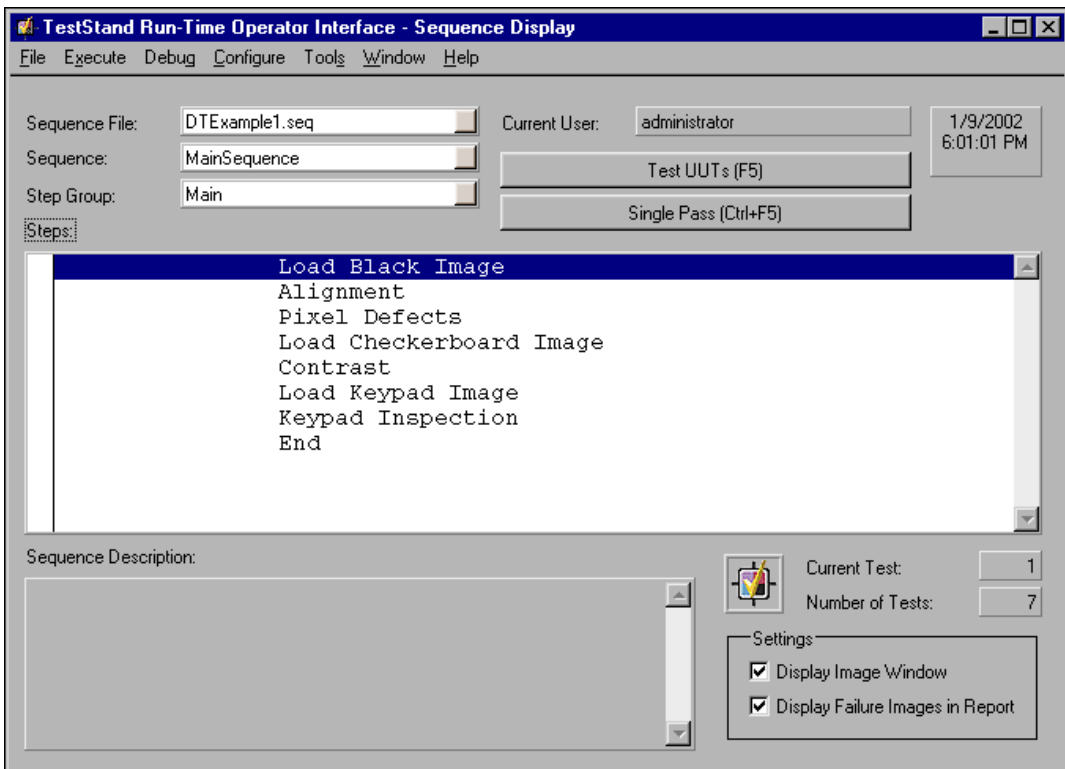 TestStand Run-Time Operator Interface - Sequence Display
File Execute Debug Configure Tools Window Help
Sequence File: DTExample1.seq
Current User: administrator
1/9/2002
6:01:01 PM
Sequence: MainSequence
Test UUTs (F5)
Step Group: Main
Single Pass (Ctrl+F5)
Steps:
Load Black Image
Alignment
Pixel Defects
Load Checkerboard Image
Contrast
Load Keypad Image
Keypad Inspection
End
Sequence Description:
Current Test: 1
Number of Tests: 7
Settings
Display Image Window
Display Failure Images in Report